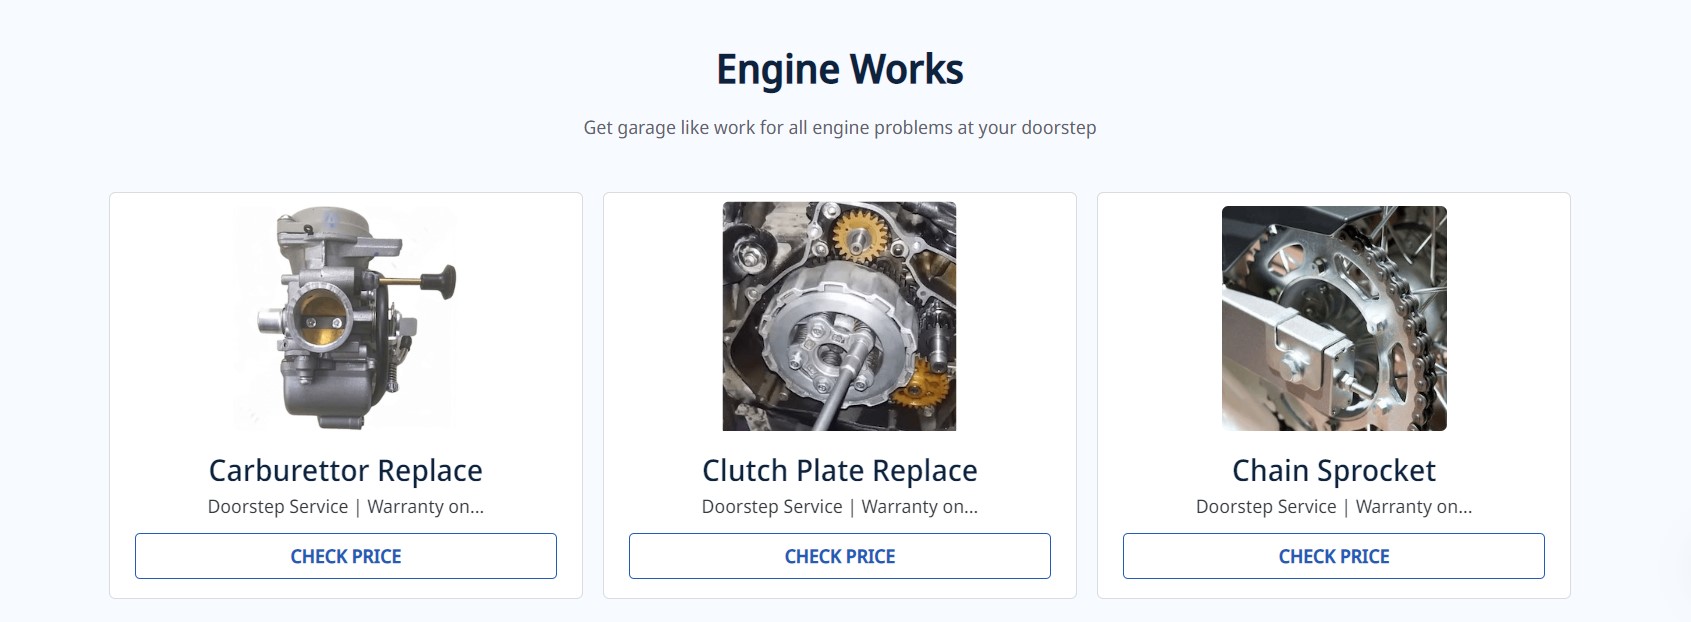 Engine Works
Get garage like work for all engine problems at your doorstep
Carburettor Replace
Doorstep Service | Warranty on...
CHECK PRICE
Clutch Plate Replace
Doorstep Service | Warranty on...
CHECK PRICE
Chain Sprocket
Doorstep Service | Warranty on...
CHECK PRICE